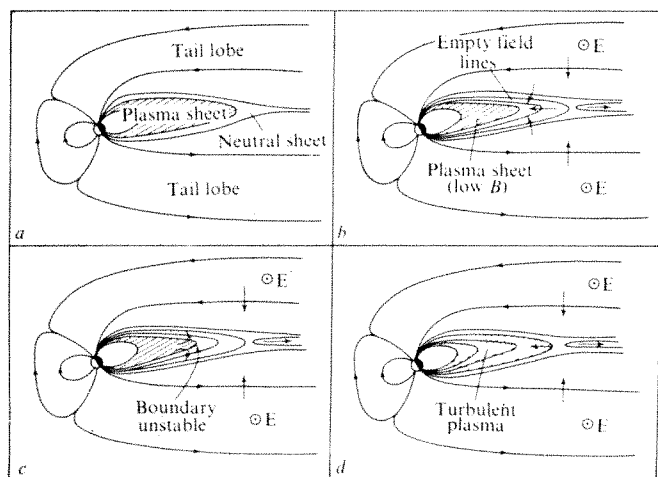 Tail lobe
Plasma sheet
Neutral sheet
Tail lobe
a
Empty field
lines
⊙E
Plasma sheet
(low B)
⊙E
b
⊙E
Boundary
unstable
⊙E
c
⊙E
Turbulent
plasma
⊙E
d